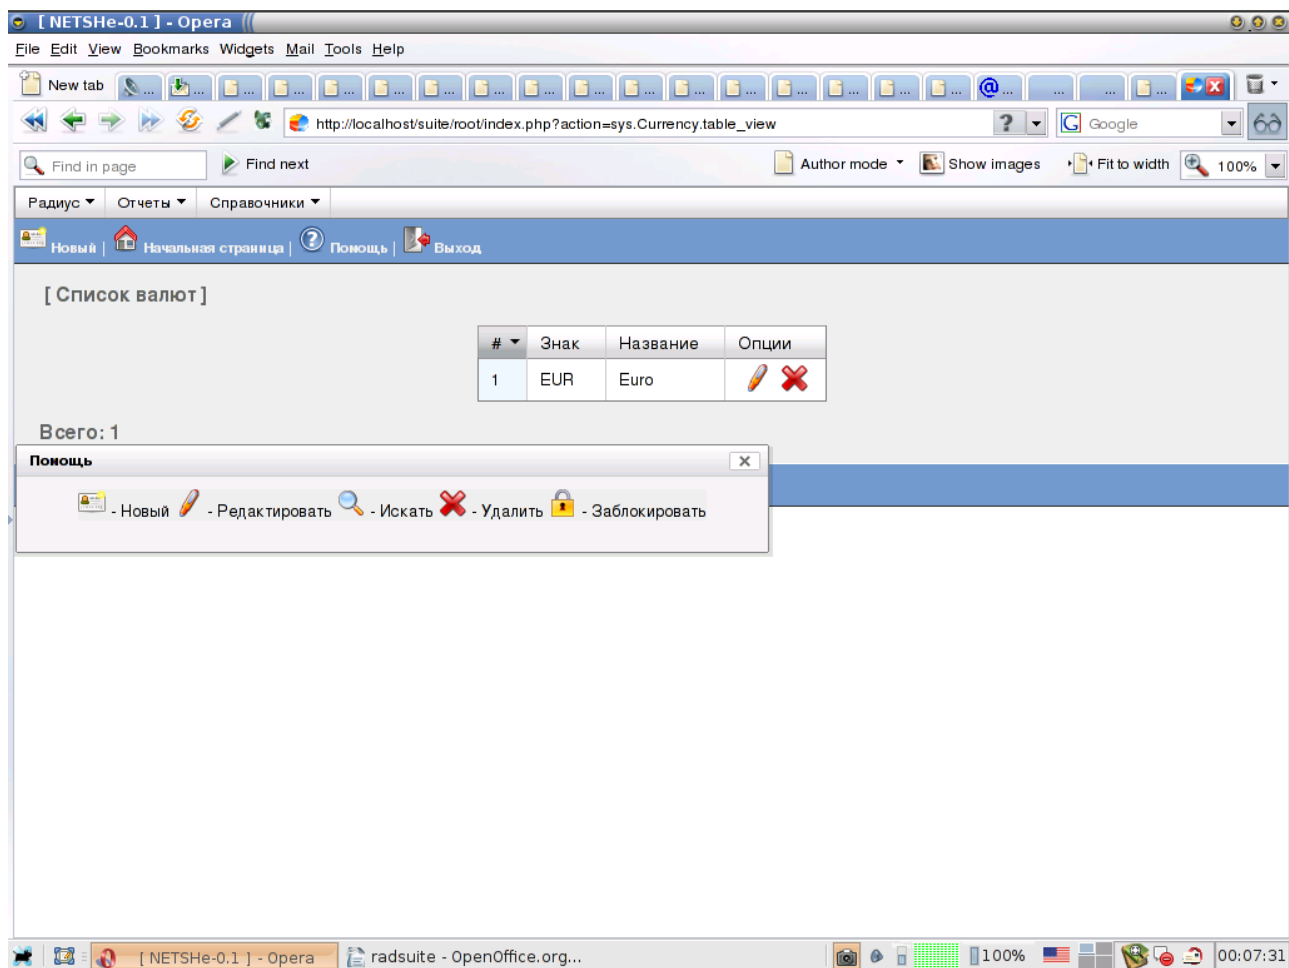 [ NETSHe-0.1 ] - Opera
File Edit View Bookmarks Widgets Mail Tools Help
New tab ... ... ... ... ... ... ... ... ... ... ... ... ... ... ... ... ... @ ... ... ... ...
http://localhost/suite/root/index.php?action=sys.Currency.table_view ? G Google
Find in page Find next Author mode Show images Fit to width 100%
Радиус Отчеты Справочники
Новый | Начальная страница | ? Помощь | Выход
[ Список валют ]
# Знак Название Опции
1 EUR Euro
Всего: 1
Помощь
- Новый - Редактировать - Искать - Удалить - Заблокировать
[ NETSHe-0.1 ] - Opera radsuite - OpenOffice.org... 100% 00:07:31